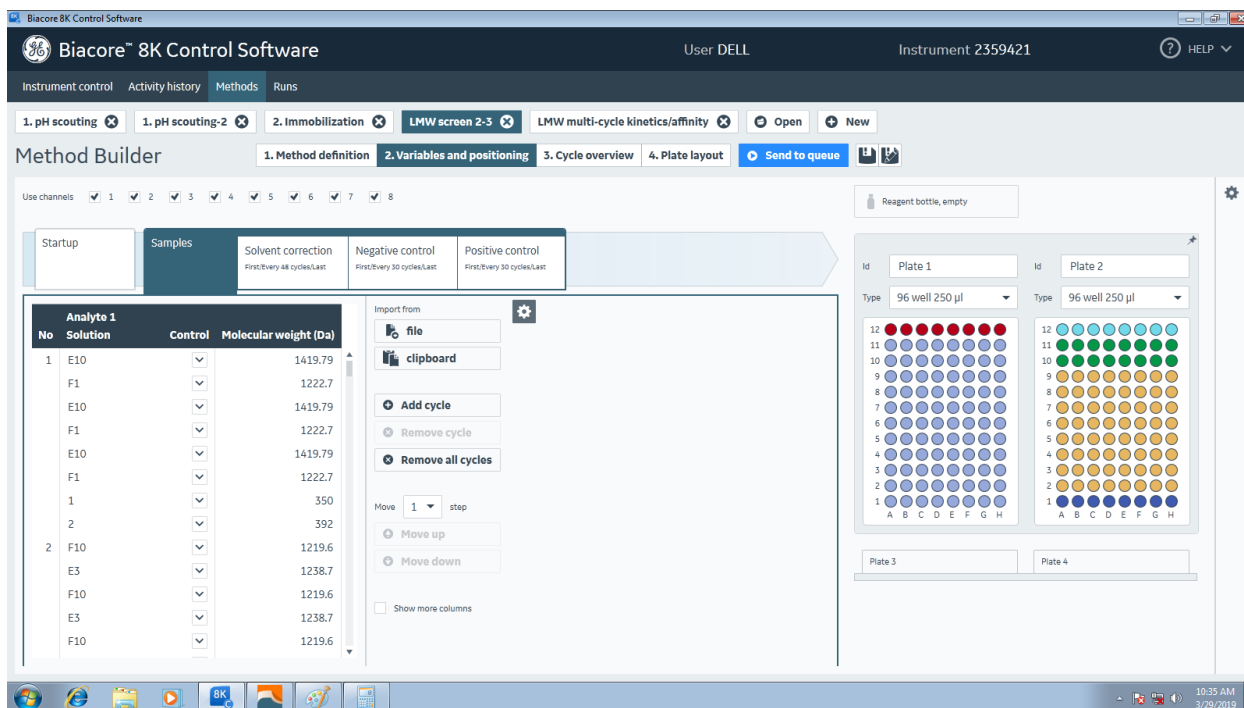 Biacore 8K Control Software
Biacore™ 8K Control Software
User DELL
Instrument 2359421
? HELP
Instrument control Activity history Methods Runs
1. pH scouting 1. pH scouting-2 2. Immobilization LMW screen 2-3 LMW multi-cycle kinetics/affinity Open New
Method Builder
1. Method definition 2. Variables and positioning 3. Cycle overview 4. Plate layout Send to queue
Use channels 1 2 3 4 5 6 7 8
Startup
Samples
Solvent correction
First/Every 48 cycles/Last
Negative control
First/Every 30 cycles/Last
Positive control
First/Every 30 cycles/Last
Analyte 1
No Solution Control Molecular weight (Da)
1 E10 1419.79
F1 1222.7
E10 1419.79
F1 1222.7
E10 1419.79
F1 1222.7
1 350
2 392
2 F10 1219.6
E3 1238.7
F10 1219.6
E3 1238.7
F10 1219.6
Import from
file
clipboard
Add cycle
Remove cycle
Remove all cycles
Move 1 step
Move up
Move down
Show more columns
Reagent bottle, empty
Id Plate 1
Type 96 well 250 µl
12
11
10
9
8
7
6
5
4
3
2
1
A B C D E F G H
Id Plate 2
Type 96 well 250 µl
12
11
10
9
8
7
6
5
4
3
2
1
A B C D E F G H
Plate 3
Plate 4
8K
C
10:35 AM
3/29/2019